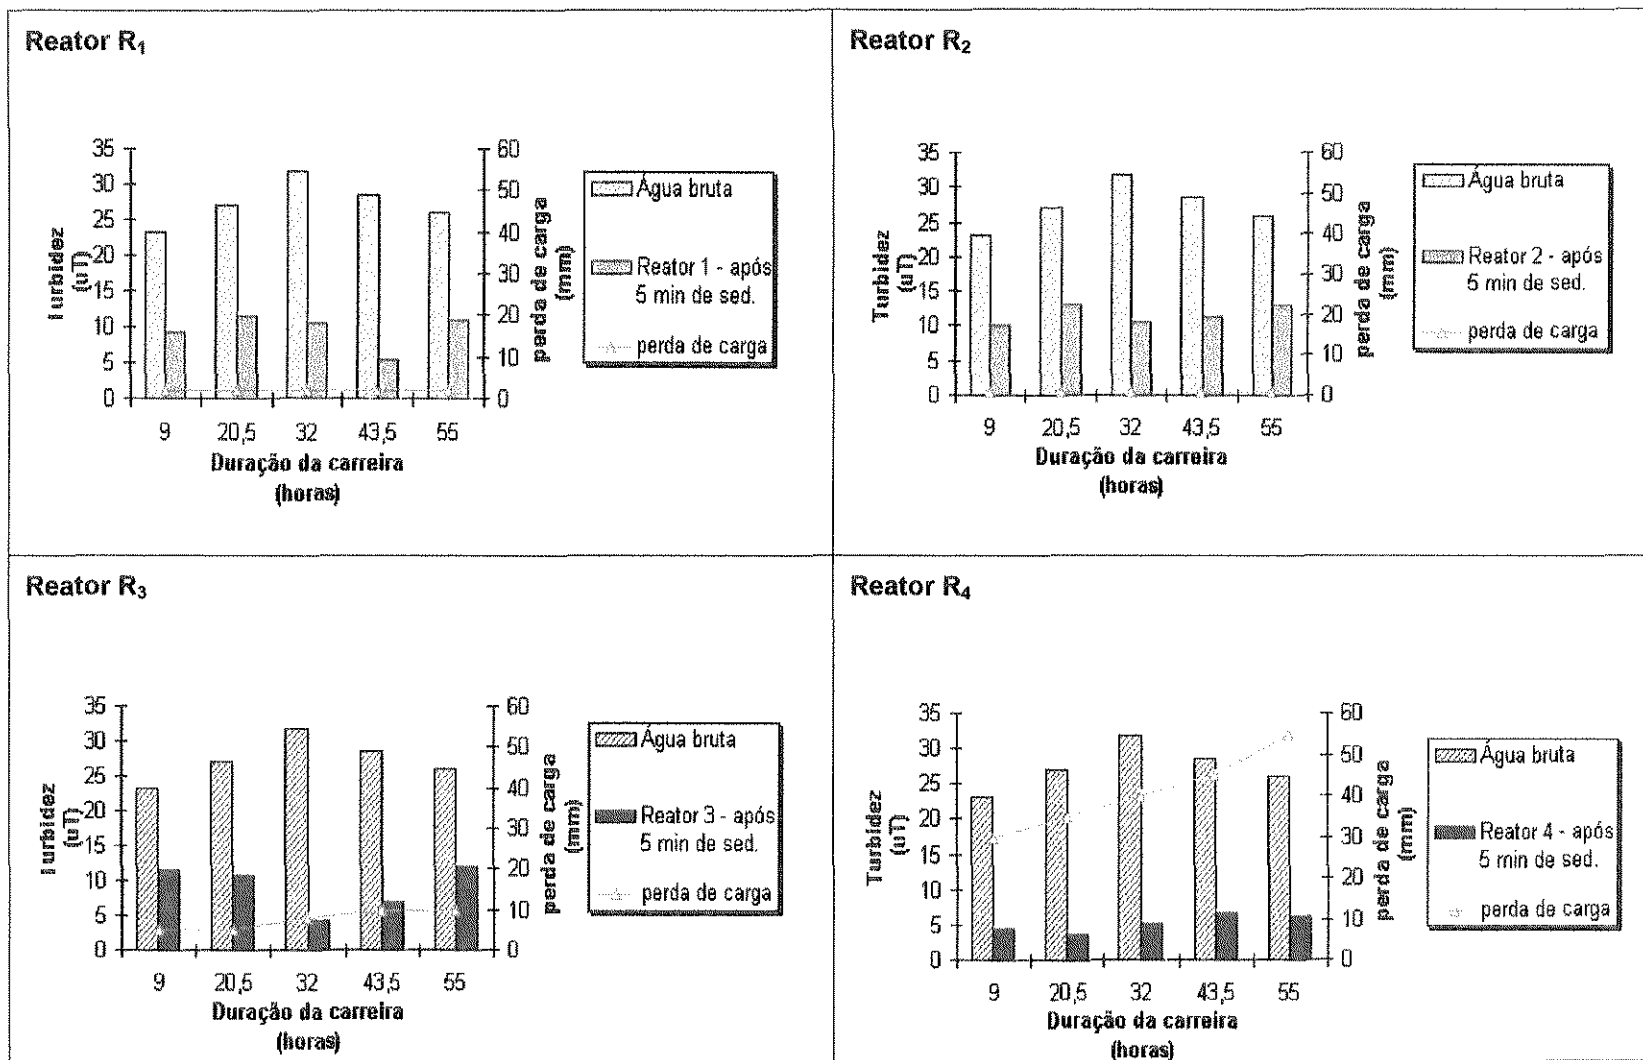 Reator R₁
35
30
25
20
15
10
5
0
Turbidez
(uT)
60
50
40
30
20
10
0
perda de carga
(mm)
9 20,5 32 43,5 55
Duração da carreira
(horas)
Água bruta
Reator 1 - após
5 min de sed.
perda de carga
Reator R₂
35
30
25
20
15
10
5
0
Turbidez
(uT)
60
50
40
30
20
10
0
perda de carga
(mm)
9 20,5 32 43,5 55
Duração da carreira
(horas)
Água bruta
Reator 2 - após
5 min de sed.
perda de carga
Reator R₃
35
30
25
20
15
10
5
0
Turbidez
(uT)
60
50
40
30
20
10
0
perda de carga
(mm)
9 20,5 32 43,5 55
Duração da carreira
(horas)
Água bruta
Reator 3 - após
5 min de sed.
perda de carga
Reator R₄
35
30
25
20
15
10
5
0
Turbidez
(uT)
60
50
40
30
20
10
0
perda de carga
(mm)
9 20,5 32 43,5 55
Duração da carreira
(horas)
Água bruta
Reator 4 - após
5 min de sed.
perda de carga